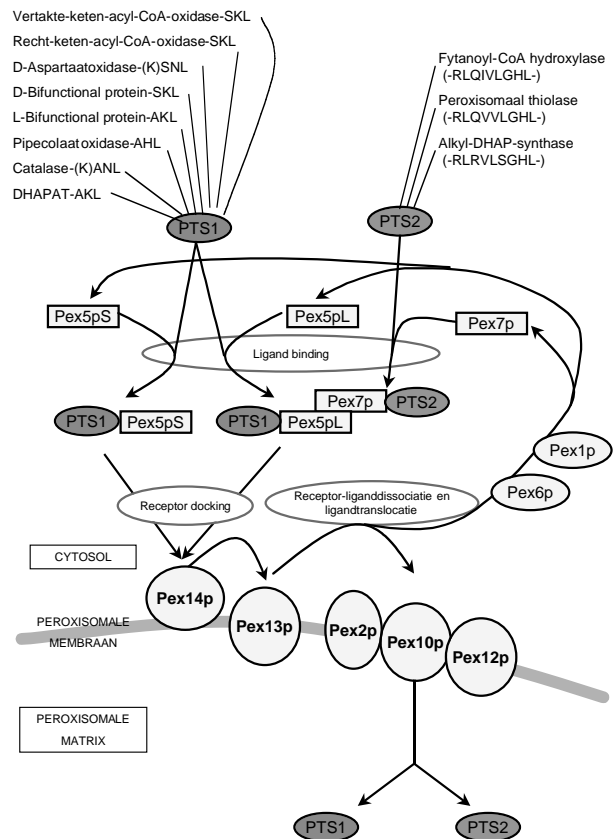 Vertakte-keten-acyl-CoA-oxidase-SKL
Recht-keten-acyl-CoA-oxidase-SKL
D-Aspartaatoxidase-(K)SNL
D-Bifunctional protein-SKL
L-Bifunctional protein-AKL
Pipecolaatoxidase-AHL
Catalase-(K)ANL
DHAPAT-AKL
Fytanoyl-CoA hydroxylase
(-RLQIVLGHL-)
Peroxisomaal thiolase
(-RLQVVLGHL-)
Alkyl-DHAP-synthase
(-RLRVLSGHL-)
PTS1
PTS2
Pex5pS
Pex5pL
Pex7p
Ligand binding
PTS1
Pex5pS
PTS1
Pex5pL
Pex7p
PTS2
Pex1p
Pex6p
Receptor docking
Receptor-liganddissociatie en
ligandtranslocatie
CYTOSOL
Pex14p
Pex13p
Pex2p
Pex10p
Pex12p
PEROXISOMALE
MEMBRAAN
PEROXISOMALE
MATRIX
PTS1
PTS2